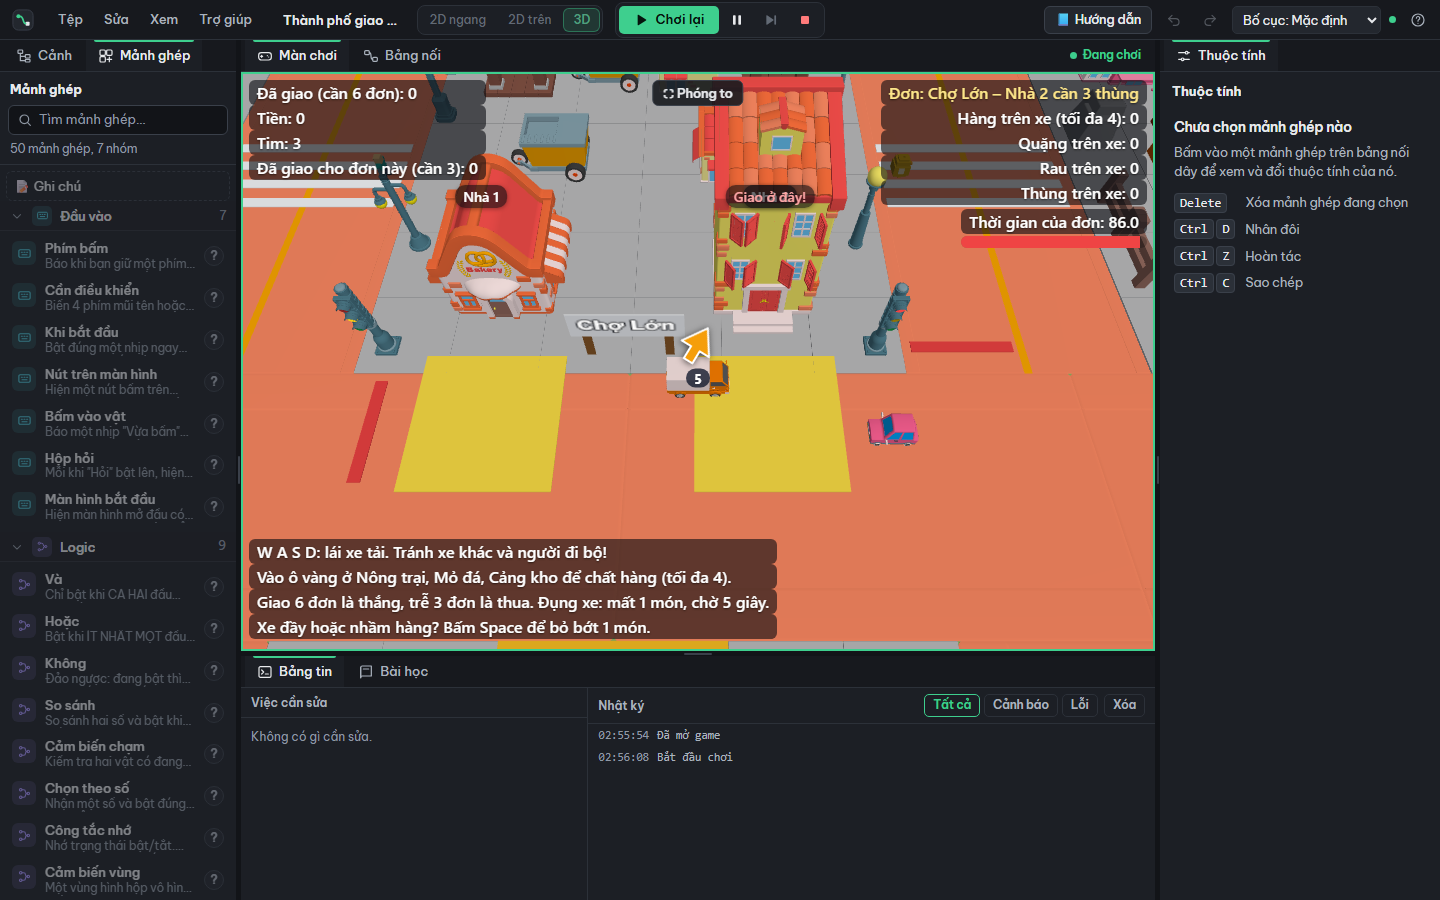 Tệp Sửa Xem Trợ giúp Thành phố giao ... 2D ngang 2D trên 3D Chơi lại Hướng dẫn Bố cục: Mặc định
Cảnh Mảnh ghép
Mảnh ghép
Tìm mảnh ghép...
50 mảnh ghép, 7 nhóm
Ghi chú
Đầu vào 7
Phím bấm
Báo khi bạn giữ một phím...
Cần điều khiển
Biến 4 phím mũi tên hoặc...
Khi bắt đầu
Bật đúng một nhịp ngay...
Nút trên màn hình
Hiện một nút bấm trên...
Bấm vào vật
Báo một nhịp "Vừa bấm"...
Hộp hỏi
Mỗi khi "Hỏi" bật lên, hiện...
Màn hình bắt đầu
Hiện màn hình mở đầu có...
Logic 9
Và
Chỉ bật khi CẢ HAI đầu...
Hoặc
Bật khi ÍT NHẤT MỘT đầu...
Không
Đảo ngược: đang bật thì...
So sánh
So sánh hai số và bật khi...
Cảm biến chạm
Kiểm tra hai vật có đang...
Chọn theo số
Nhận một số và bật đúng...
Công tắc nhớ
Nhớ trạng thái bật/tắt....
Cảm biến vùng
Một vùng hình hộp vô hìn...
Màn chơi Bảng nối Đang chơi
Đã giao (cần 6 đơn): 0
Tiền: 0
Tim: 3
Đã giao cho đơn này (cần 3): 0
Phóng to
Đơn: Chợ Lớn – Nhà 2 cần 3 thùng
Hàng trên xe (tối đa 4): 0
Quặng trên xe: 0
Rau trên xe: 0
Thùng trên xe: 0
Thời gian của đơn: 86.0
Nhà 1
Giao ở đây!
Bakery
Chợ Lớn
5
W A S D: lái xe tải. Tránh xe khác và người đi bộ!
Vào ô vàng ở Nông trại, Mỏ đá, Cảng kho để chất hàng (tối đa 4).
Giao 6 đơn là thắng, trễ 3 đơn là thua. Đụng xe: mất 1 món, chờ 5 giây.
Xe đầy hoặc nhầm hàng? Bấm Space để bỏ bớt 1 món.
Bảng tin Bài học
Việc cần sửa
Không có gì cần sửa.
Nhật ký Tất cả Cảnh báo Lỗi Xóa
02:55:54 Đã mở game
02:56:08 Bắt đầu chơi
Thuộc tính
Thuộc tính
Chưa chọn mảnh ghép nào
Bấm vào một mảnh ghép trên bảng nối
dây để xem và đổi thuộc tính của nó.
Delete Xóa mảnh ghép đang chọn
Ctrl D Nhân đôi
Ctrl Z Hoàn tác
Ctrl C Sao chép